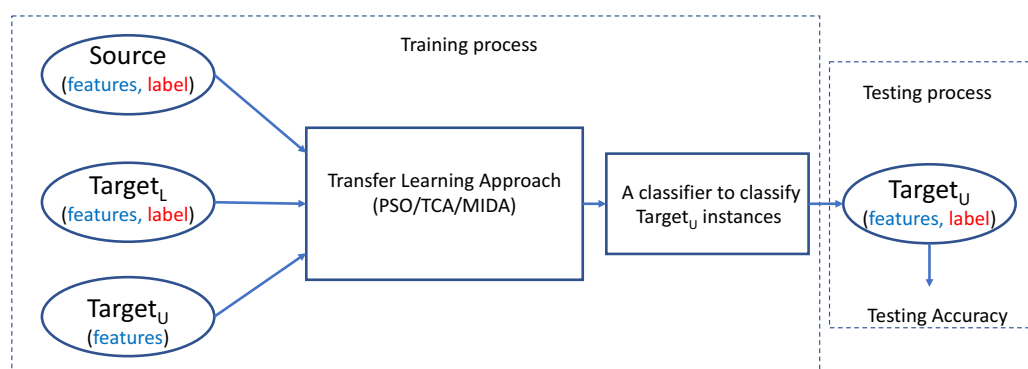 Training process
Source
(features, label)
Target_L
(features, label)
Target_U
(features)
Transfer Learning Approach
(PSO/TCA/MIDA)
A classifier to classify
Target_U instances
Testing process
Target_U
(features, label)
Testing Accuracy